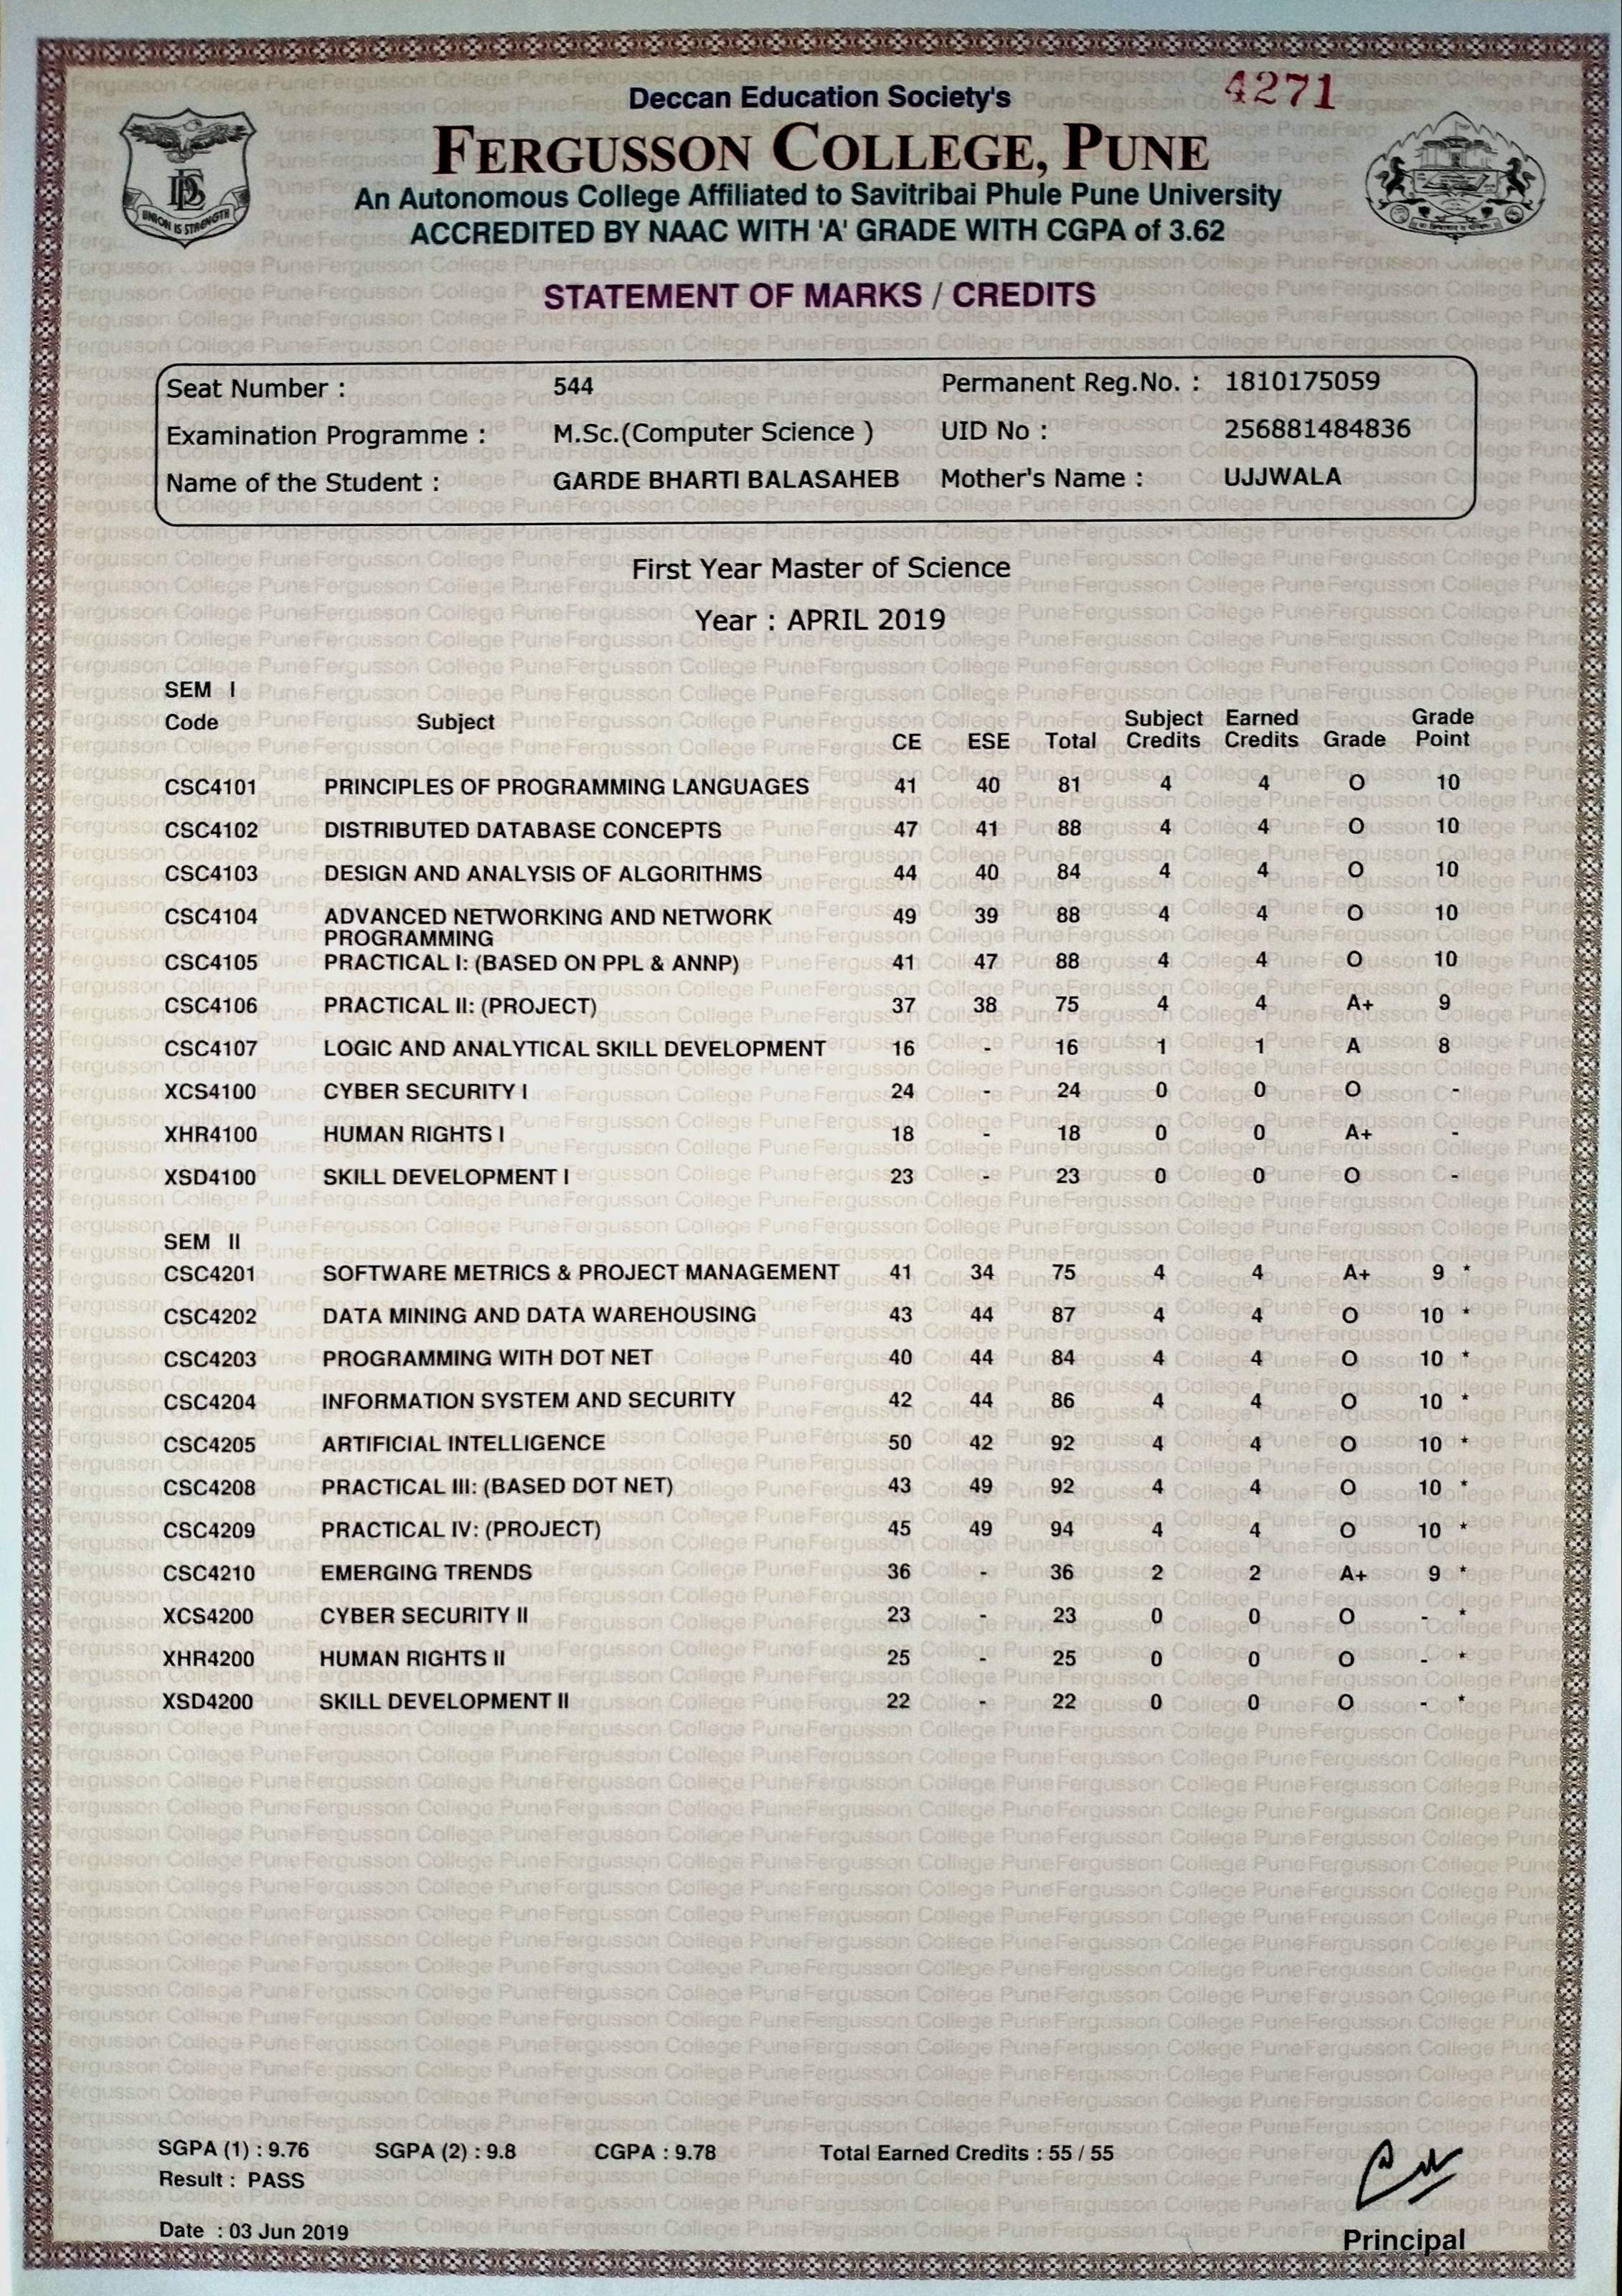 4271
Deccan Education Society's
FERGUSSON COLLEGE, PUNE
An Autonomous College Affiliated to Savitribai Phule Pune University
ACCREDITED BY NAAC WITH 'A' GRADE WITH CGPA of 3.62
UNION IS STRENGTH
STATEMENT OF MARKS / CREDITS
Seat Number : 544 Permanent Reg.No. : 1810175059
Examination Programme : M.Sc.(Computer Science ) UID No : 256881484836
Name of the Student : GARDE BHARTI BALASAHEB Mother's Name : UJJWALA
First Year Master of Science
Year : APRIL 2019
SEM I
Code Subject CE ESE Total Subject Credits Earned Credits Grade Grade Point
CSC4101 PRINCIPLES OF PROGRAMMING LANGUAGES 41 40 81 4 4 O 10
CSC4102 DISTRIBUTED DATABASE CONCEPTS 47 41 88 4 4 O 10
CSC4103 DESIGN AND ANALYSIS OF ALGORITHMS 44 40 84 4 4 O 10
CSC4104 ADVANCED NETWORKING AND NETWORK 49 39 88 4 4 O 10
PROGRAMMING
CSC4105 PRACTICAL I: (BASED ON PPL & ANNP) 41 47 88 4 4 O 10
CSC4106 PRACTICAL II: (PROJECT) 37 38 75 4 4 A+ 9
CSC4107 LOGIC AND ANALYTICAL SKILL DEVELOPMENT 16 - 16 1 1 A 8
XCS4100 CYBER SECURITY I 24 - 24 0 0 O -
XHR4100 HUMAN RIGHTS I 18 - 18 0 0 A+ -
XSD4100 SKILL DEVELOPMENT I 23 - 23 0 0 O -
SEM II
CSC4201 SOFTWARE METRICS & PROJECT MANAGEMENT 41 34 75 4 4 A+ 9 *
CSC4202 DATA MINING AND DATA WAREHOUSING 43 44 87 4 4 O 10 *
CSC4203 PROGRAMMING WITH DOT NET 40 44 84 4 4 O 10 *
CSC4204 INFORMATION SYSTEM AND SECURITY 42 44 86 4 4 O 10 *
CSC4205 ARTIFICIAL INTELLIGENCE 50 42 92 4 4 O 10 *
CSC4208 PRACTICAL III: (BASED DOT NET) 43 49 92 4 4 O 10 *
CSC4209 PRACTICAL IV: (PROJECT) 45 49 94 4 4 O 10 *
CSC4210 EMERGING TRENDS 36 - 36 2 2 A+ 9 *
XCS4200 CYBER SECURITY II 23 - 23 0 0 O - *
XHR4200 HUMAN RIGHTS II 25 - 25 0 0 O - *
XSD4200 SKILL DEVELOPMENT II 22 - 22 0 0 O - *
SGPA (1) : 9.76 SGPA (2) : 9.8 CGPA : 9.78 Total Earned Credits : 55 / 55
Result : PASS
Date : 03 Jun 2019
Principal